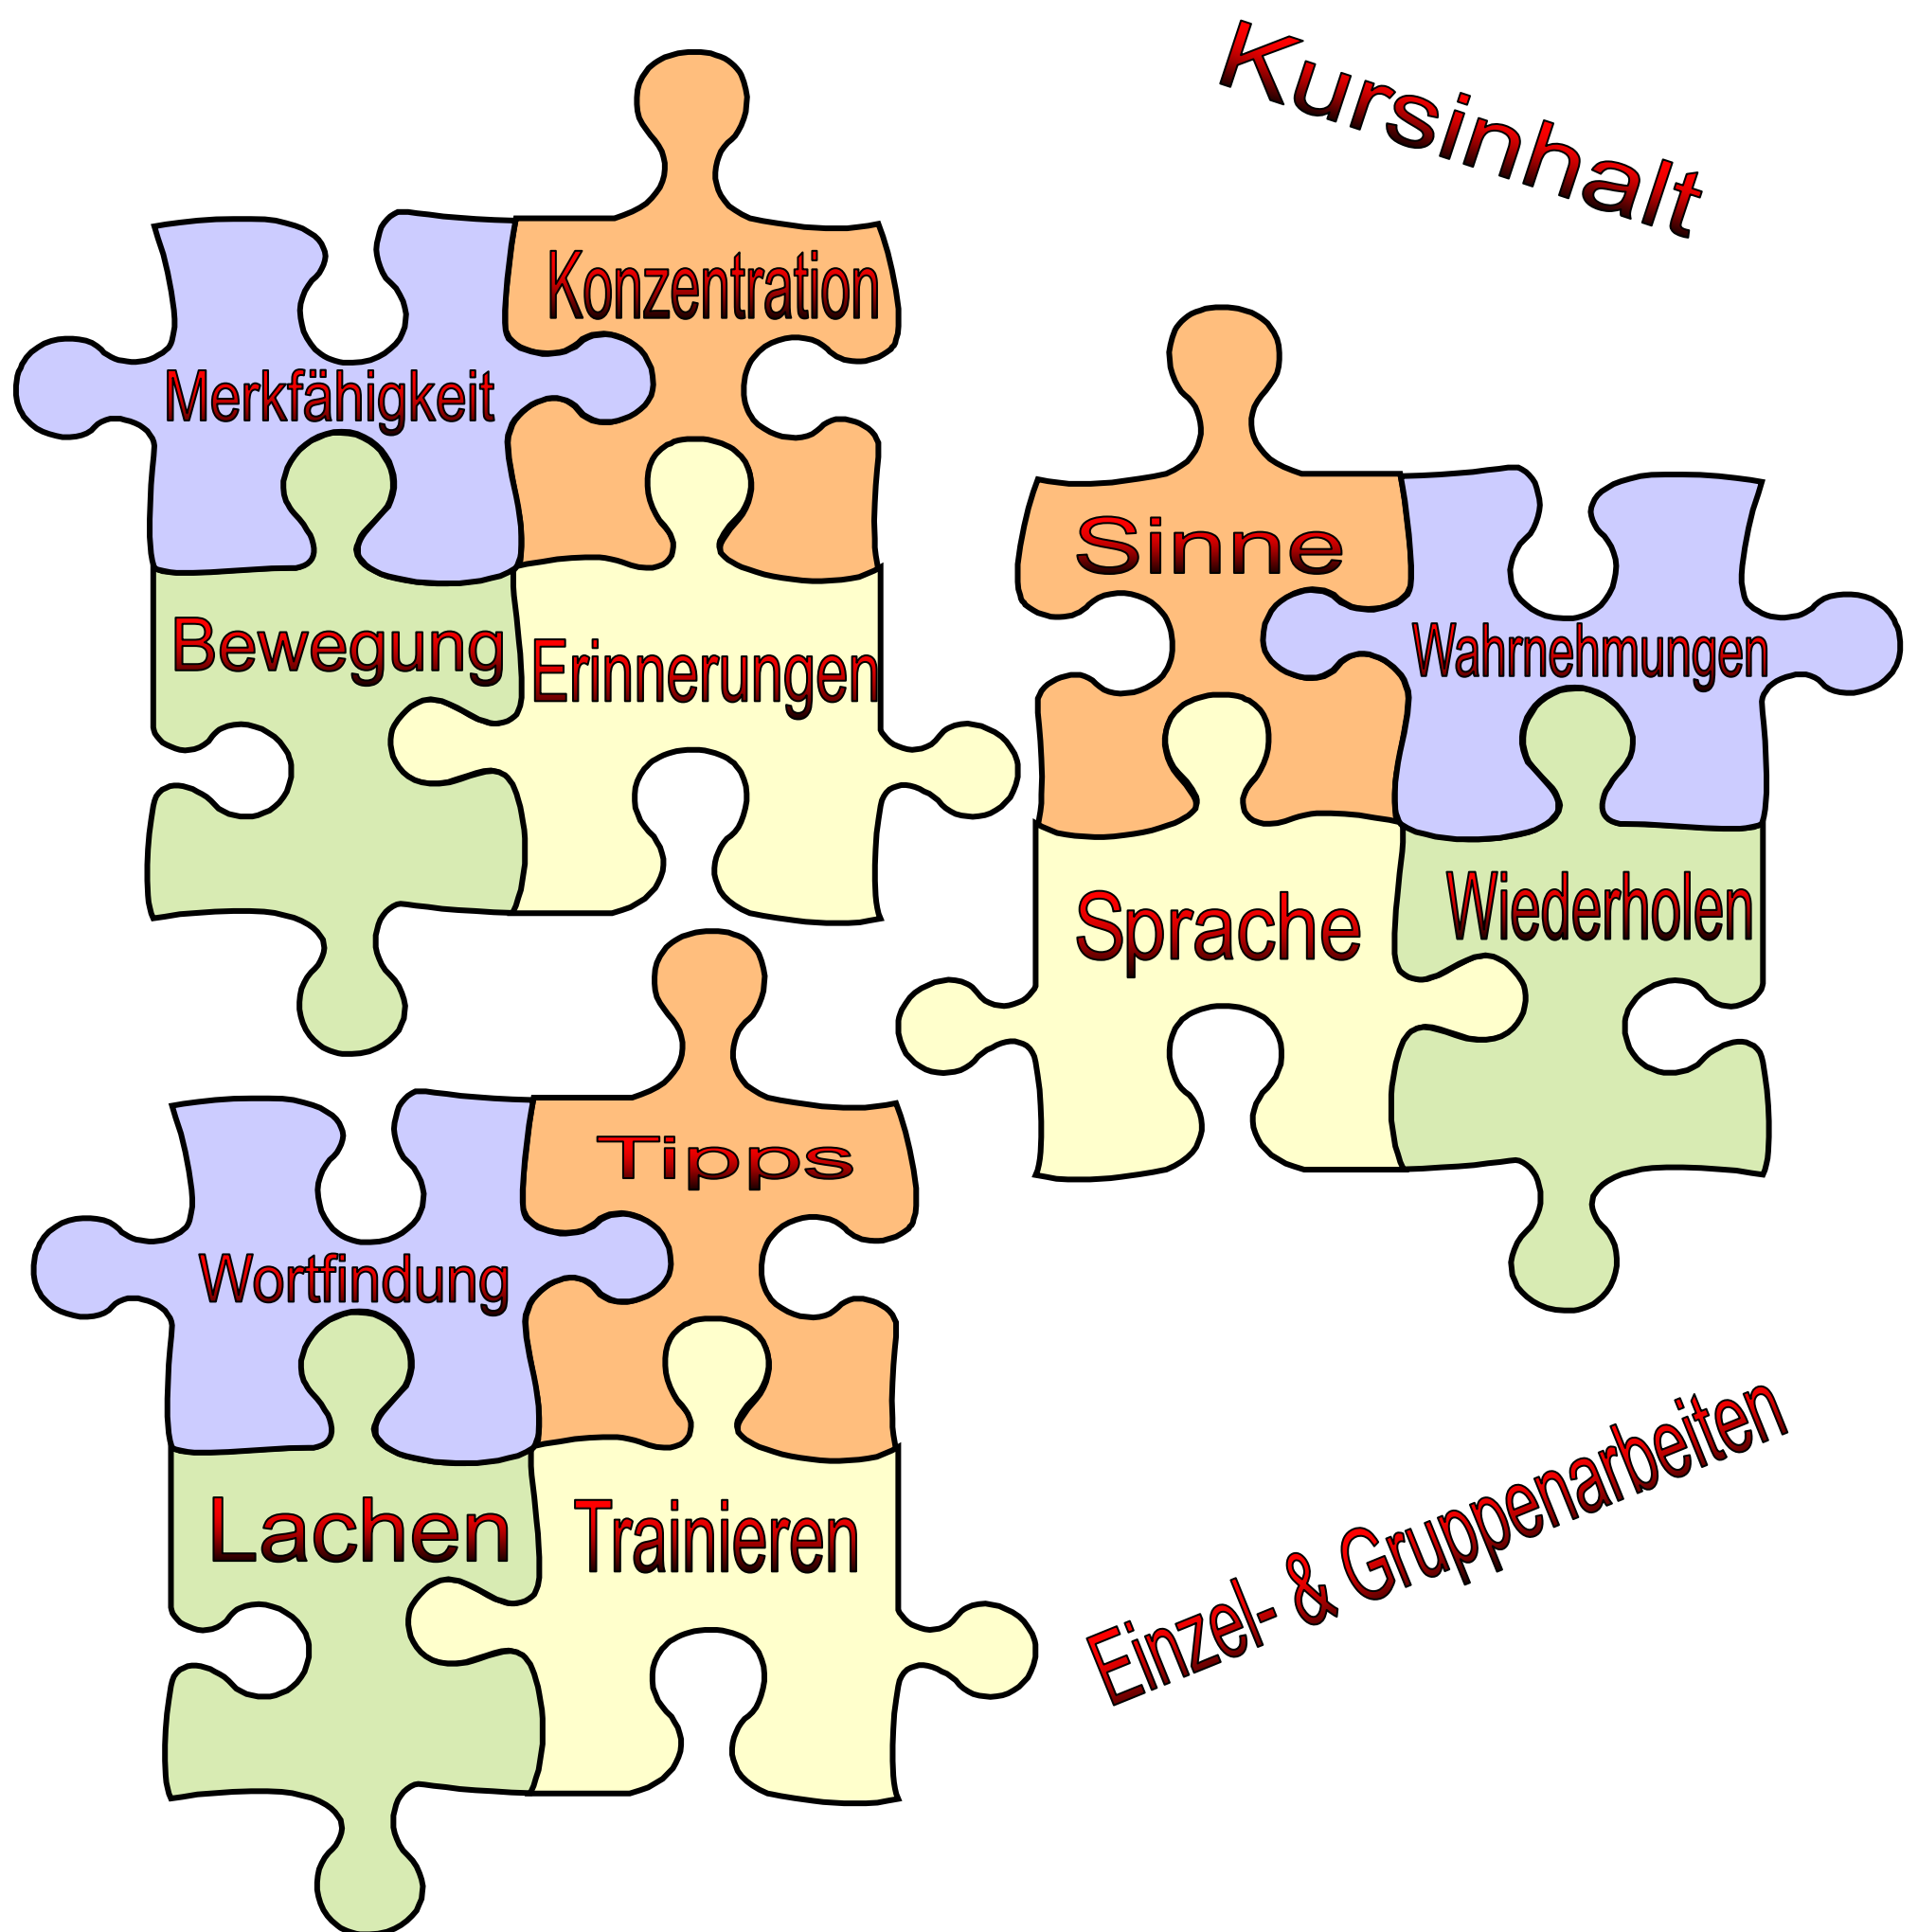 Kursinhalt
Konzentration
Merkfähigkeit
Bewegung
Erinnerungen
Sinne
Wahrnehmungen
Sprache
Wiederholen
Tipps
Wortfindung
Lachen
Trainieren
Einzel- & Gruppenarbeiten